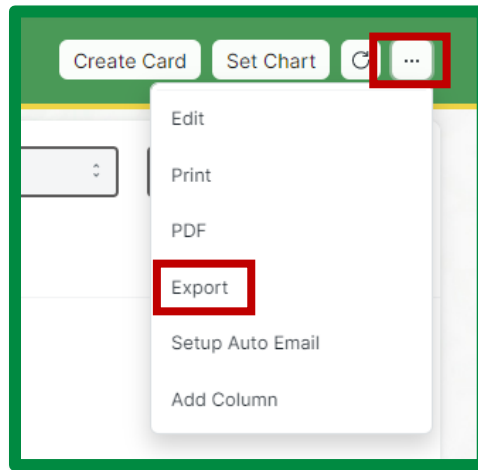 Create Card Set Chart ...
Edit
Print
PDF
Export
Setup Auto Email
Add Column